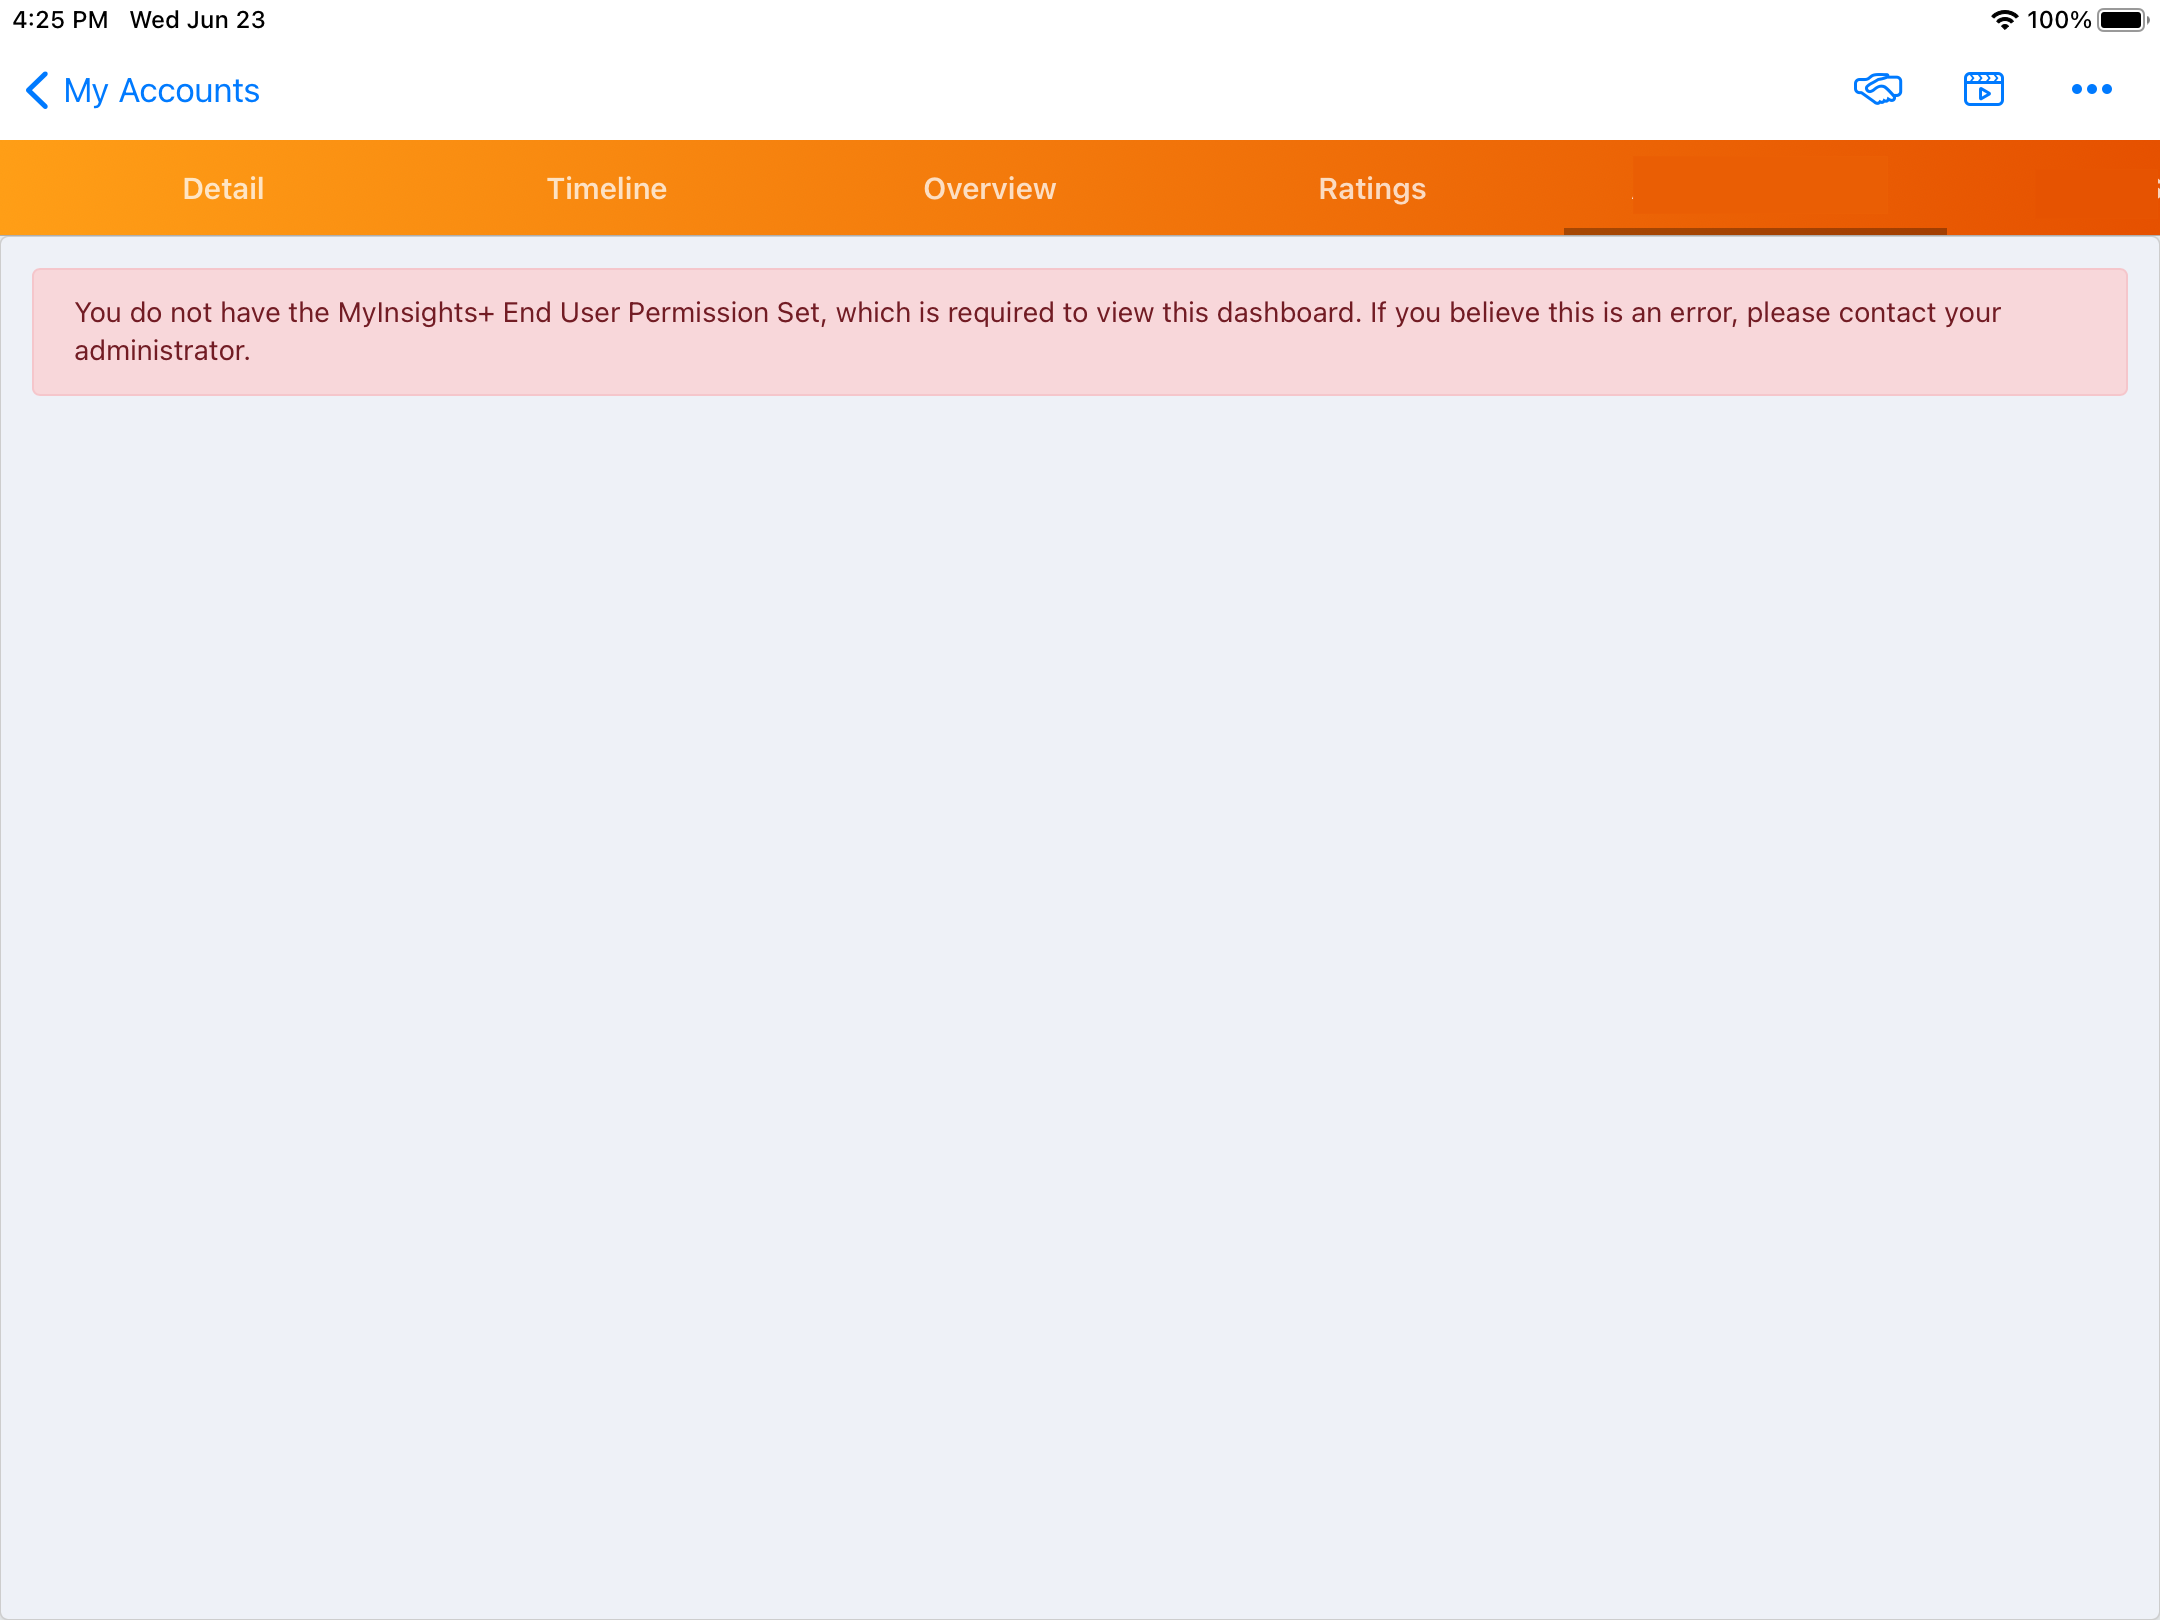 4:25 PM Wed Jun 23 100%
My Accounts
Detail Timeline Overview Ratings
You do not have the MyInsights+ End User Permission Set, which is required to view this dashboard. If you believe this is an error, please contact your
administrator.